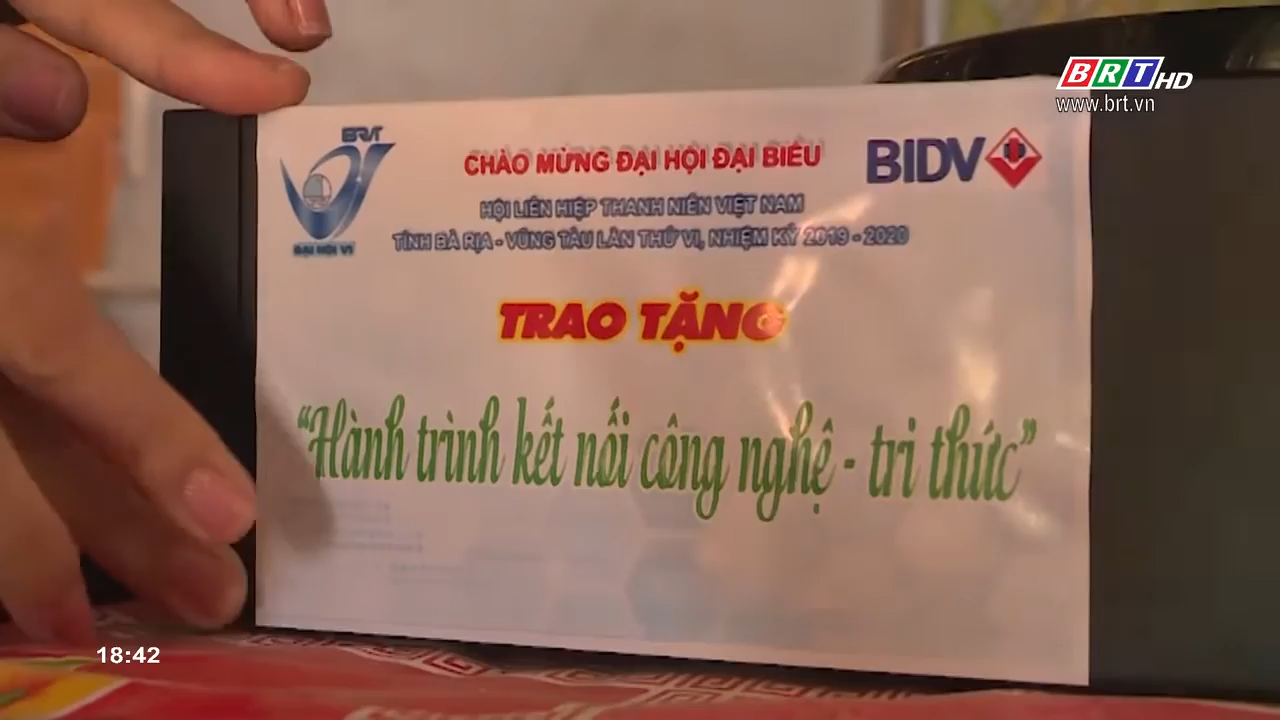 BRT HD
www.brt.vn
BRVT
ĐẠI HỘI VI
CHÀO MỪNG ĐẠI HỘI ĐẠI BIỂU
BIDV
HỘI LIÊN HIỆP THANH NIÊN VIỆT NAM
TỈNH BÀ RỊA - VŨNG TÀU LẦN THỨ VI, NHIỆM KỲ 2019 - 2020
TRAO TẶNG
“Hành trình kết nối công nghệ - tri thức”
18:42